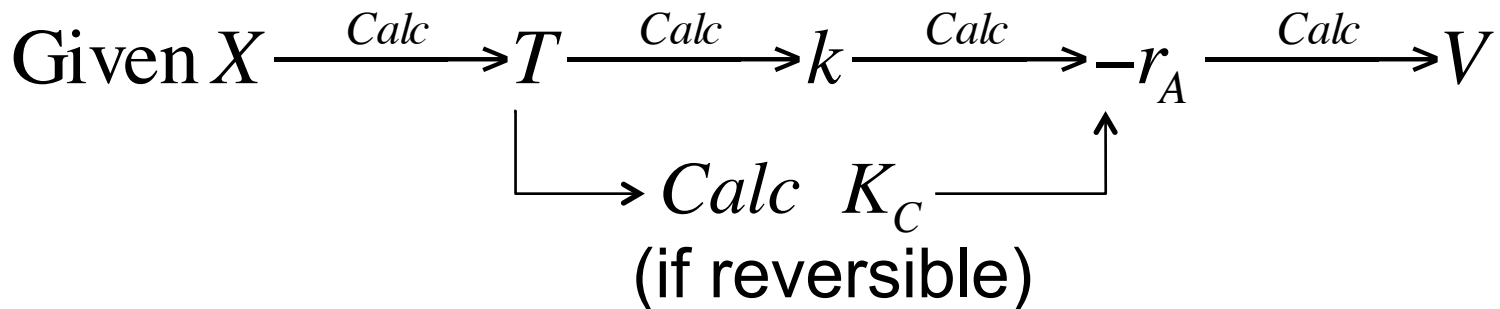 Given X Calc T Calc k Calc –r_A Calc V
Calc K_C
(if reversible)